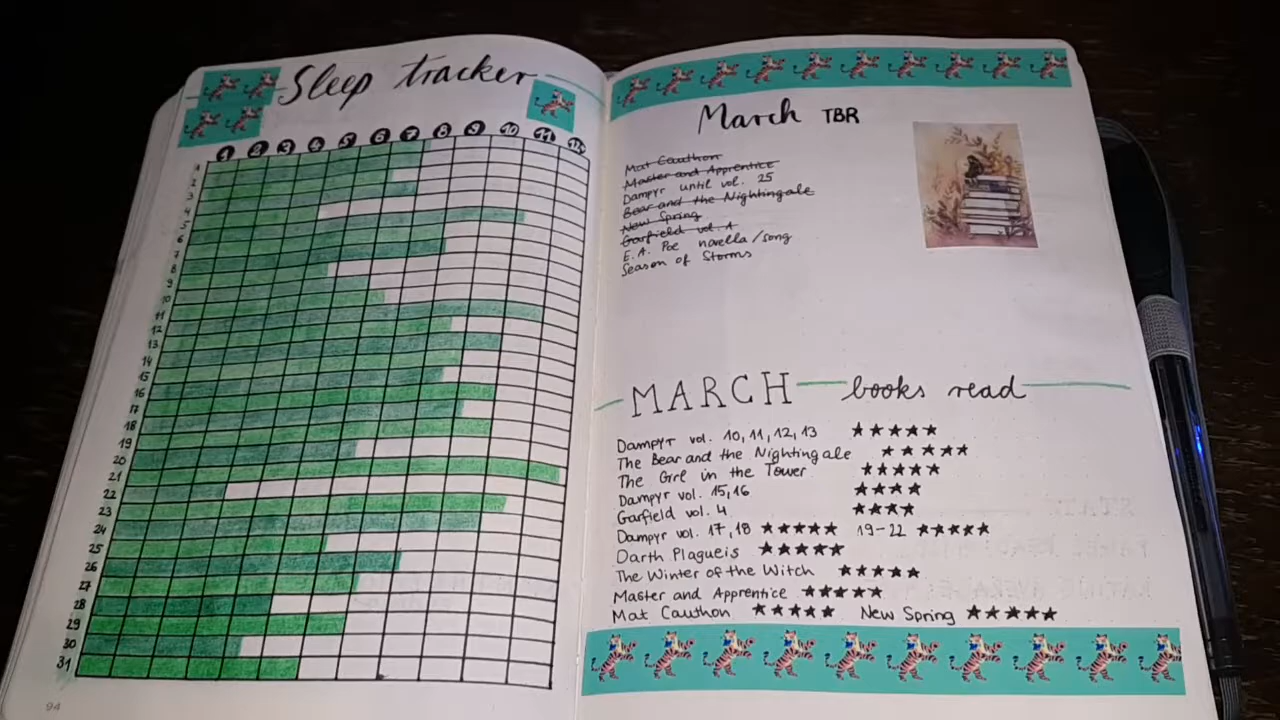 Sleep tracker
1 2 3 4 5 6 7 8 9 10 11 12
1
2
3
4
5
6
7
8
9
10
11
12
13
14
15
16
17
18
19
20
21
22
23
24
25
26
27
28
29
30
31
94
March TBR
Mat Cauthon
Master and Apprentice
Dampyr until vol. 25
Bear and the Nightingale
New Spring
Garfield vol. 4
E. A. Poe novella/song
Season of Storms
MARCH books read
Dampyr vol. 10, 11, 12, 13 ★★★★★
The Bear and the Nightingale ★★★★★
The Girl in the Tower ★★★★★
Dampyr vol. 15,16 ★★★★
Garfield vol. 4 ★★★★
Dampyr vol. 17,18 ★★★★★ 19-22 ★★★★★
Darth Plagueis ★★★★★
The Winter of the Witch ★★★★★
Master and Apprentice ★★★★★
Mat Cauthon ★★★★★ New Spring ★★★★★